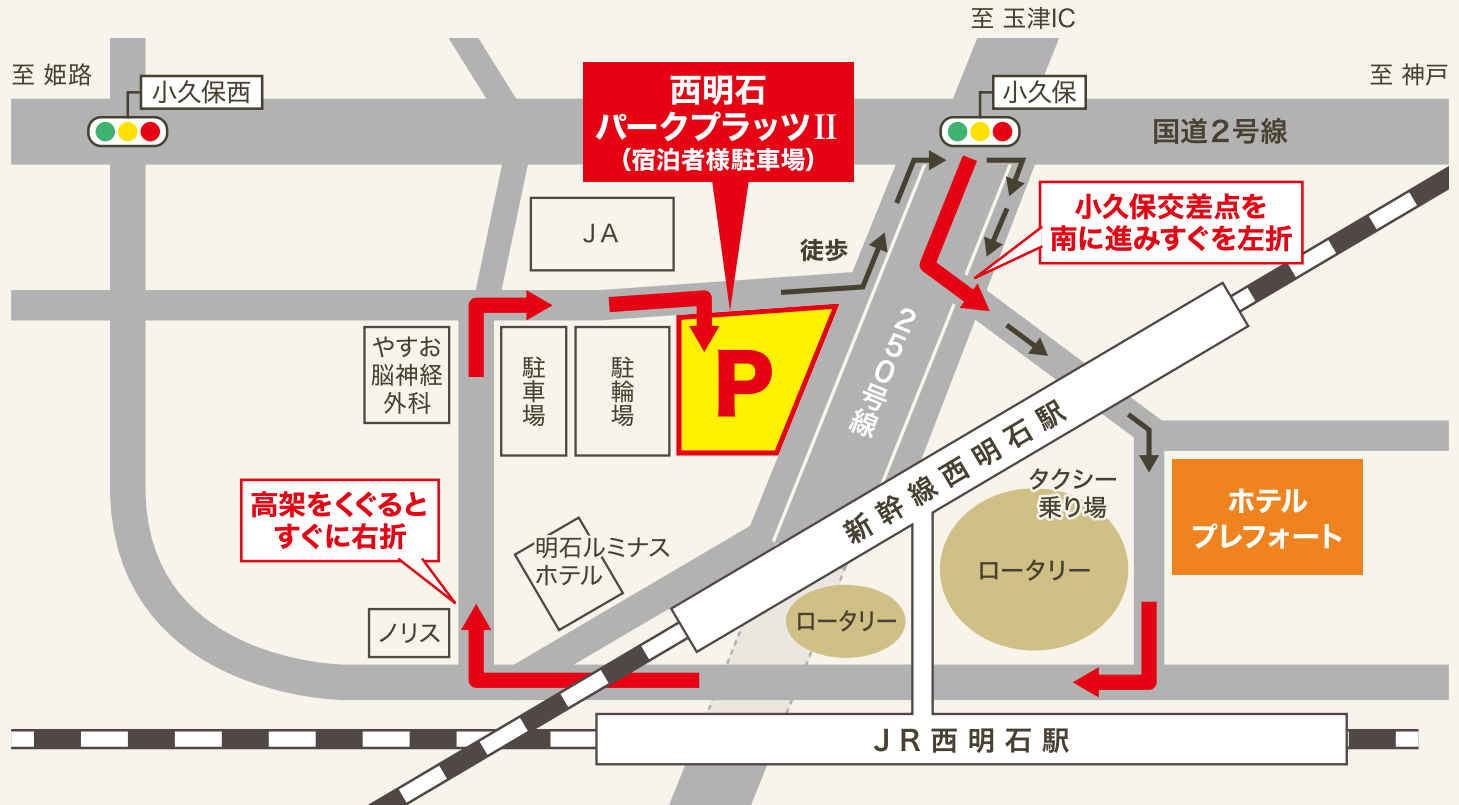 至 玉津IC
至 姫路
小久保西
西明石
パークプラッツⅡ
（宿泊者様駐車場）
小久保
至 神戸
国道2号線
小久保交差点を
南に進みすぐを左折
JA
徒歩
やすお
脳神経
外科
駐車場
駐輪場
P
250号線
新幹線西明石駅
高架をくぐると
すぐに右折
タクシー
乗り場
ホテル
プレフォート
明石ルミナス
ホテル
ロータリー
ロータリー
ノリス
JR西明石駅